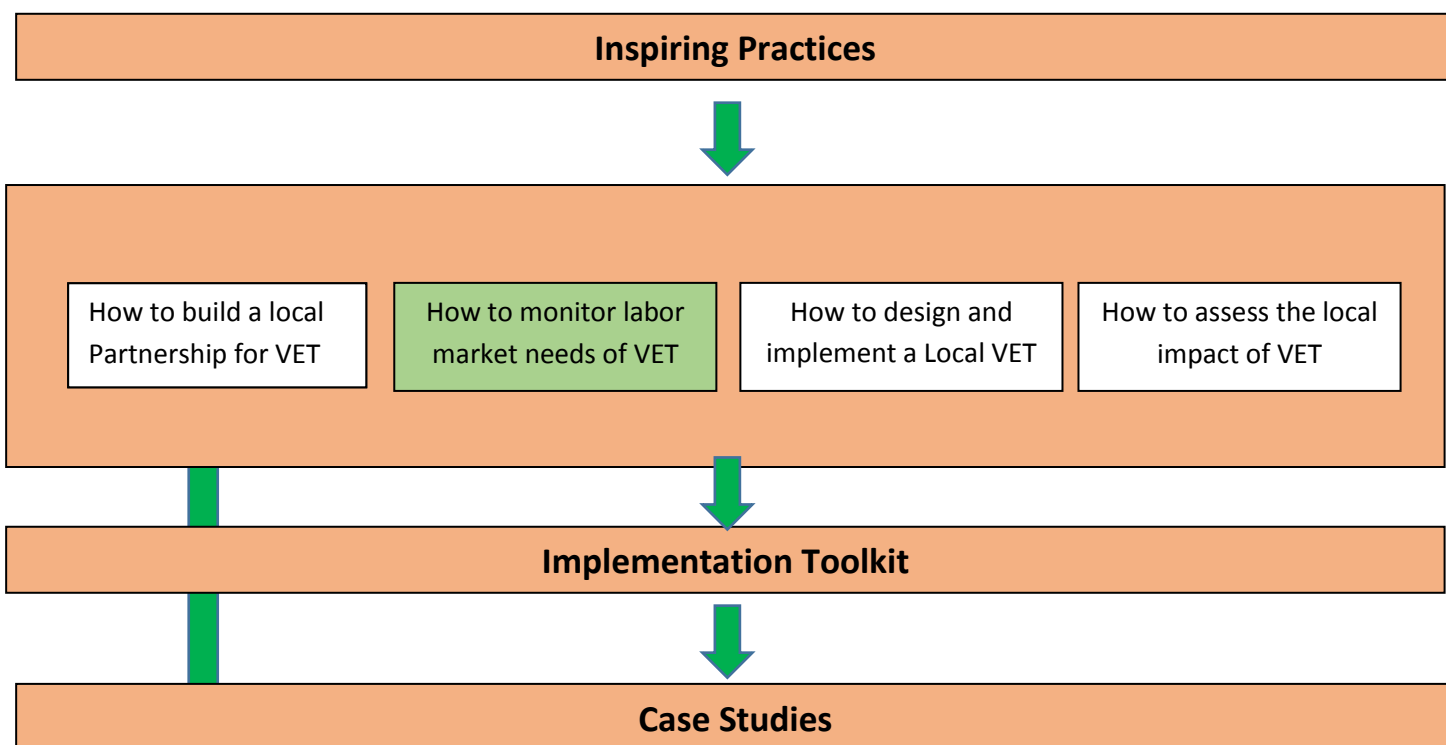 Inspiring Practices
How to build a local
Partnership for VET
How to monitor labor
market needs of VET
How to design and
implement a Local VET
How to assess the local
impact of VET
Implementation Toolkit
Case Studies